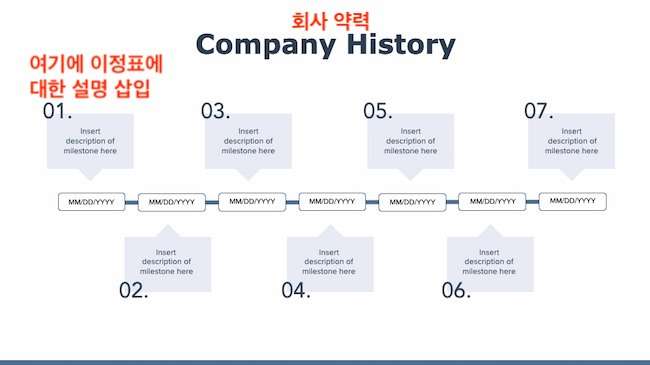 회사 약력
Company History
여기에 이정표에
대한 설명 삽입
01.
Insert
description of
milestone here
03.
Insert
description of
milestone here
05.
Insert
description of
milestone here
07.
Insert
description of
milestone here
MM/DD/YYYY
MM/DD/YYYY
MM/DD/YYYY
MM/DD/YYYY
MM/DD/YYYY
MM/DD/YYYY
MM/DD/YYYY
Insert
description of
milestone here
02.
Insert
description of
milestone here
04.
Insert
description of
milestone here
06.